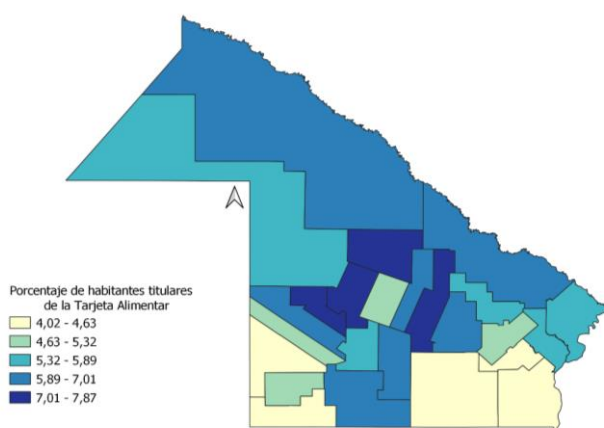 Porcentaje de habitantes titulares
de la Tarjeta Alimentar
4,02 - 4,63
4,63 - 5,32
5,32 - 5,89
5,89 - 7,01
7,01 - 7,87